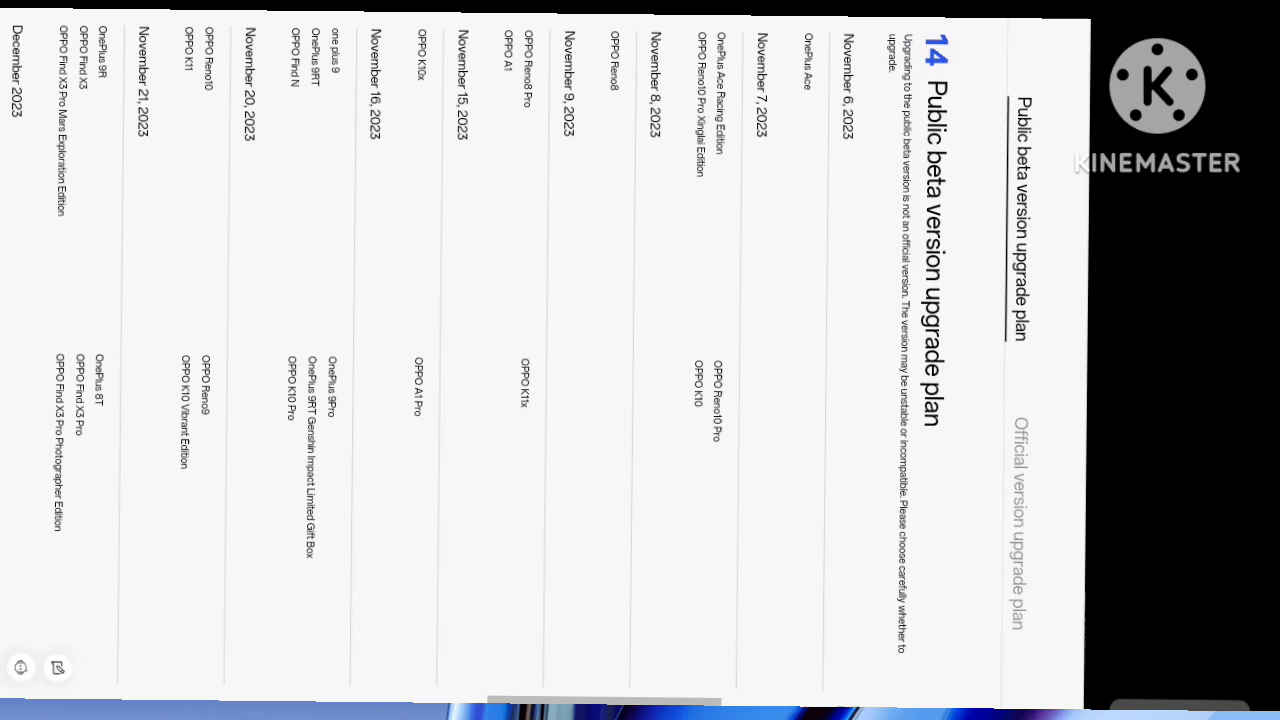 Public beta version upgrade plan
Official version upgrade plan
14 Public beta version upgrade plan
Upgrading to the public beta version is not an official version. The version may be unstable or incompatible. Please choose carefully whether to
upgrade.
November 6, 2023
OnePlus Ace
November 7, 2023
OnePlus Ace Racing Edition
OPPO Reno10 Pro
OPPO Reno10 Pro Xinglai Edition
OPPO K10
November 8, 2023
OPPO Reno8
November 9, 2023
OPPO Reno8 Pro
OPPO K11x
OPPO A1
November 15, 2023
OPPO K10x
OPPO A1 Pro
November 16, 2023
one plus 9
OnePlus 9Pro
OnePlus 9RT
OnePlus 9RT Genshin Impact Limited Gift Box
OPPO Find N
OPPO K10 Pro
November 20, 2023
OPPO Reno10
OPPO Reno9
OPPO K11
OPPO K10 Vibrant Edition
November 21, 2023
OnePlus 9R
OnePlus 8T
OPPO Find X3
OPPO Find X3 Pro
OPPO Find X3 Pro Mars Exploration Edition
OPPO Find X3 Pro Photographer Edition
December 2023
K
KINEMASTER